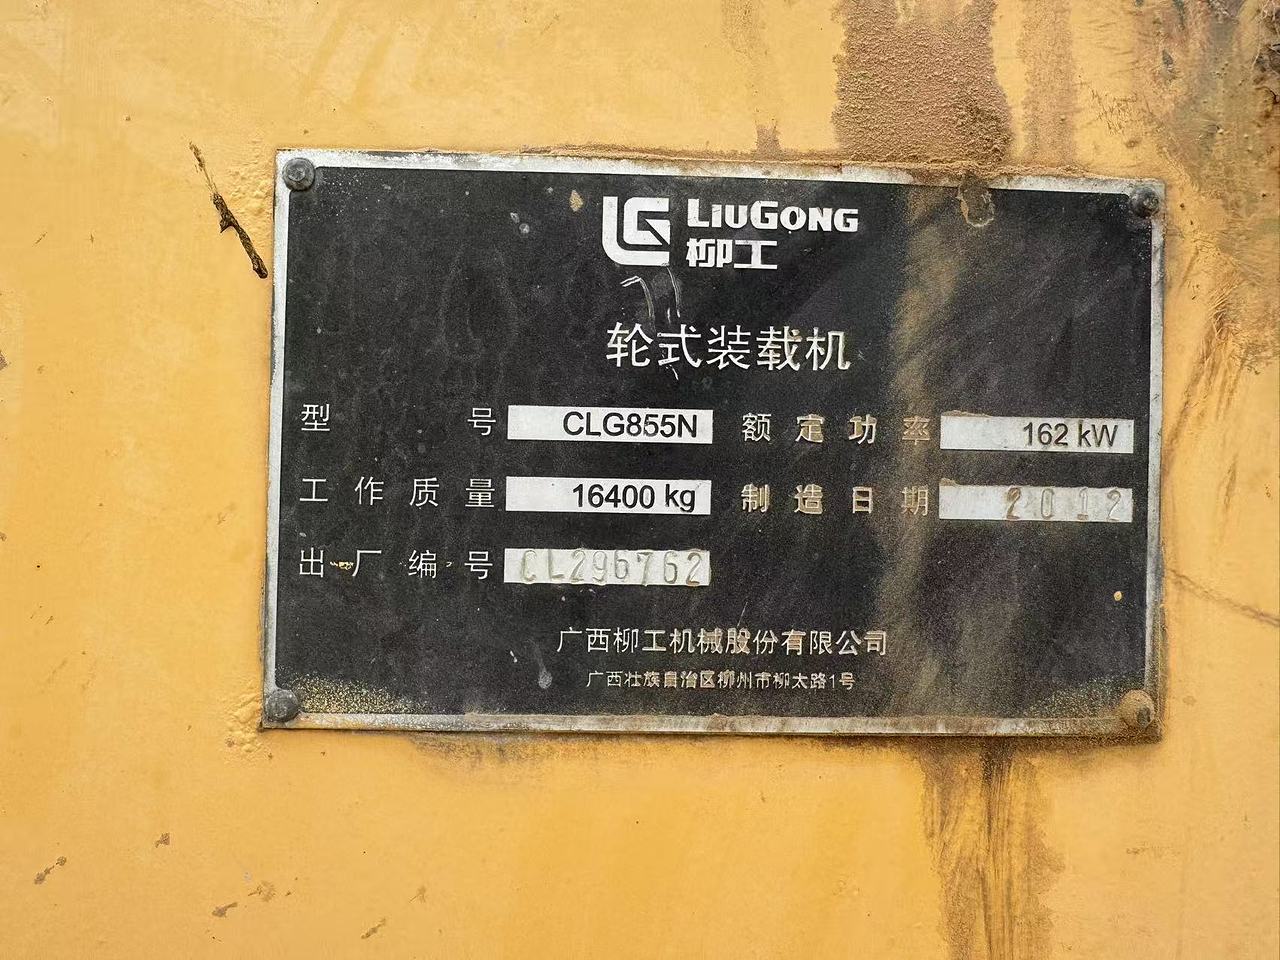 LG LIUGONG
柳工
轮式装载机
型号 CLG855N 额定功率 162 kW
工作质量 16400 kg 制造日期 2012
出厂编号 CL296762
广西柳工机械股份有限公司
广西壮族自治区柳州市柳太路1号